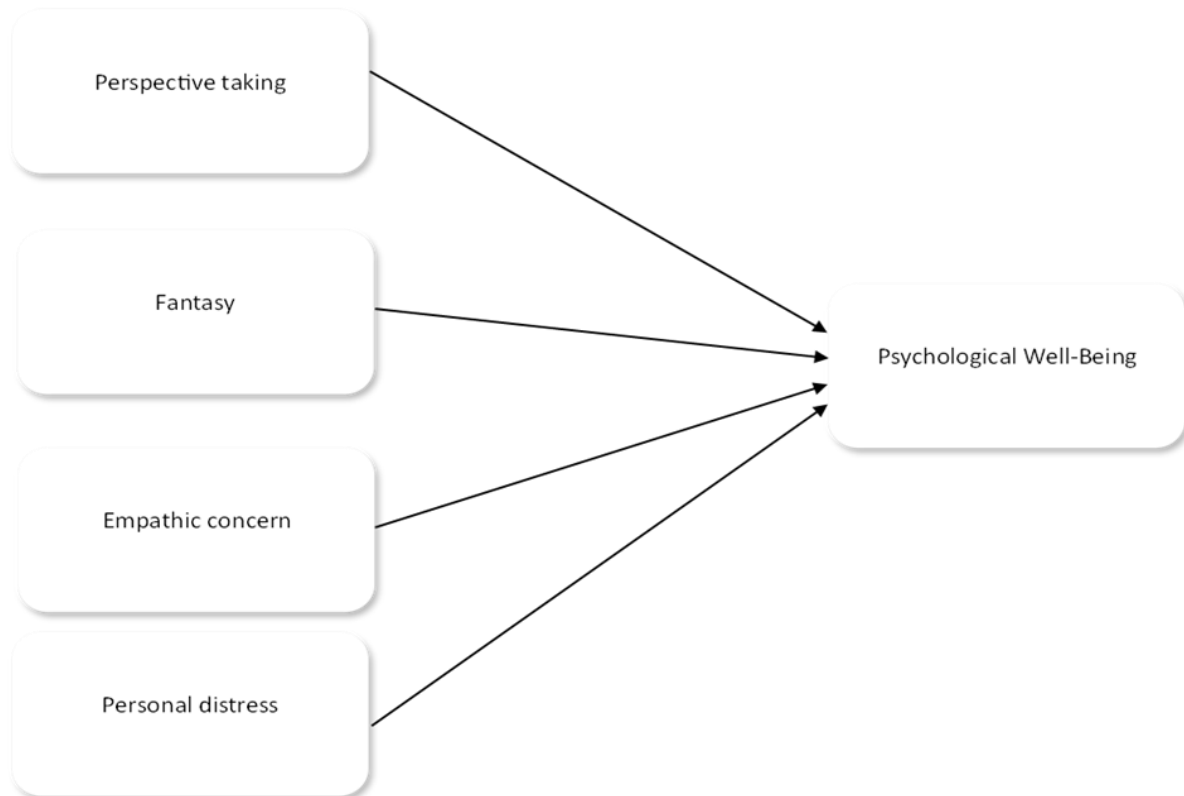 Perspective taking
Fantasy
Psychological Well-Being
Empathic concern
Personal distress